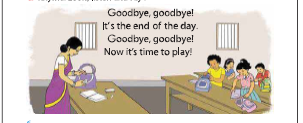 Goodbye, goodbye!
It's the end of the day.
Goodbye, goodbye!
Now it's time to play!